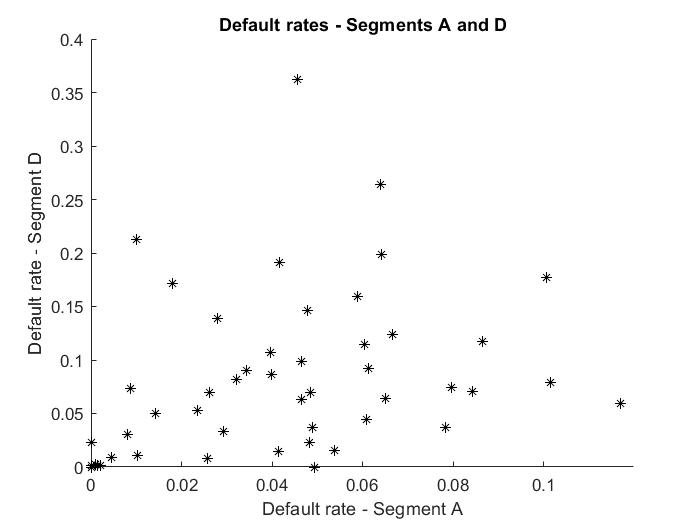 Default rates - Segments A and D
0.4
0.35
0.3
0.25
0.2
0.15
0.1
0.05
0
Default rate - Segment D
0 0.02 0.04 0.06 0.08 0.1
Default rate - Segment A